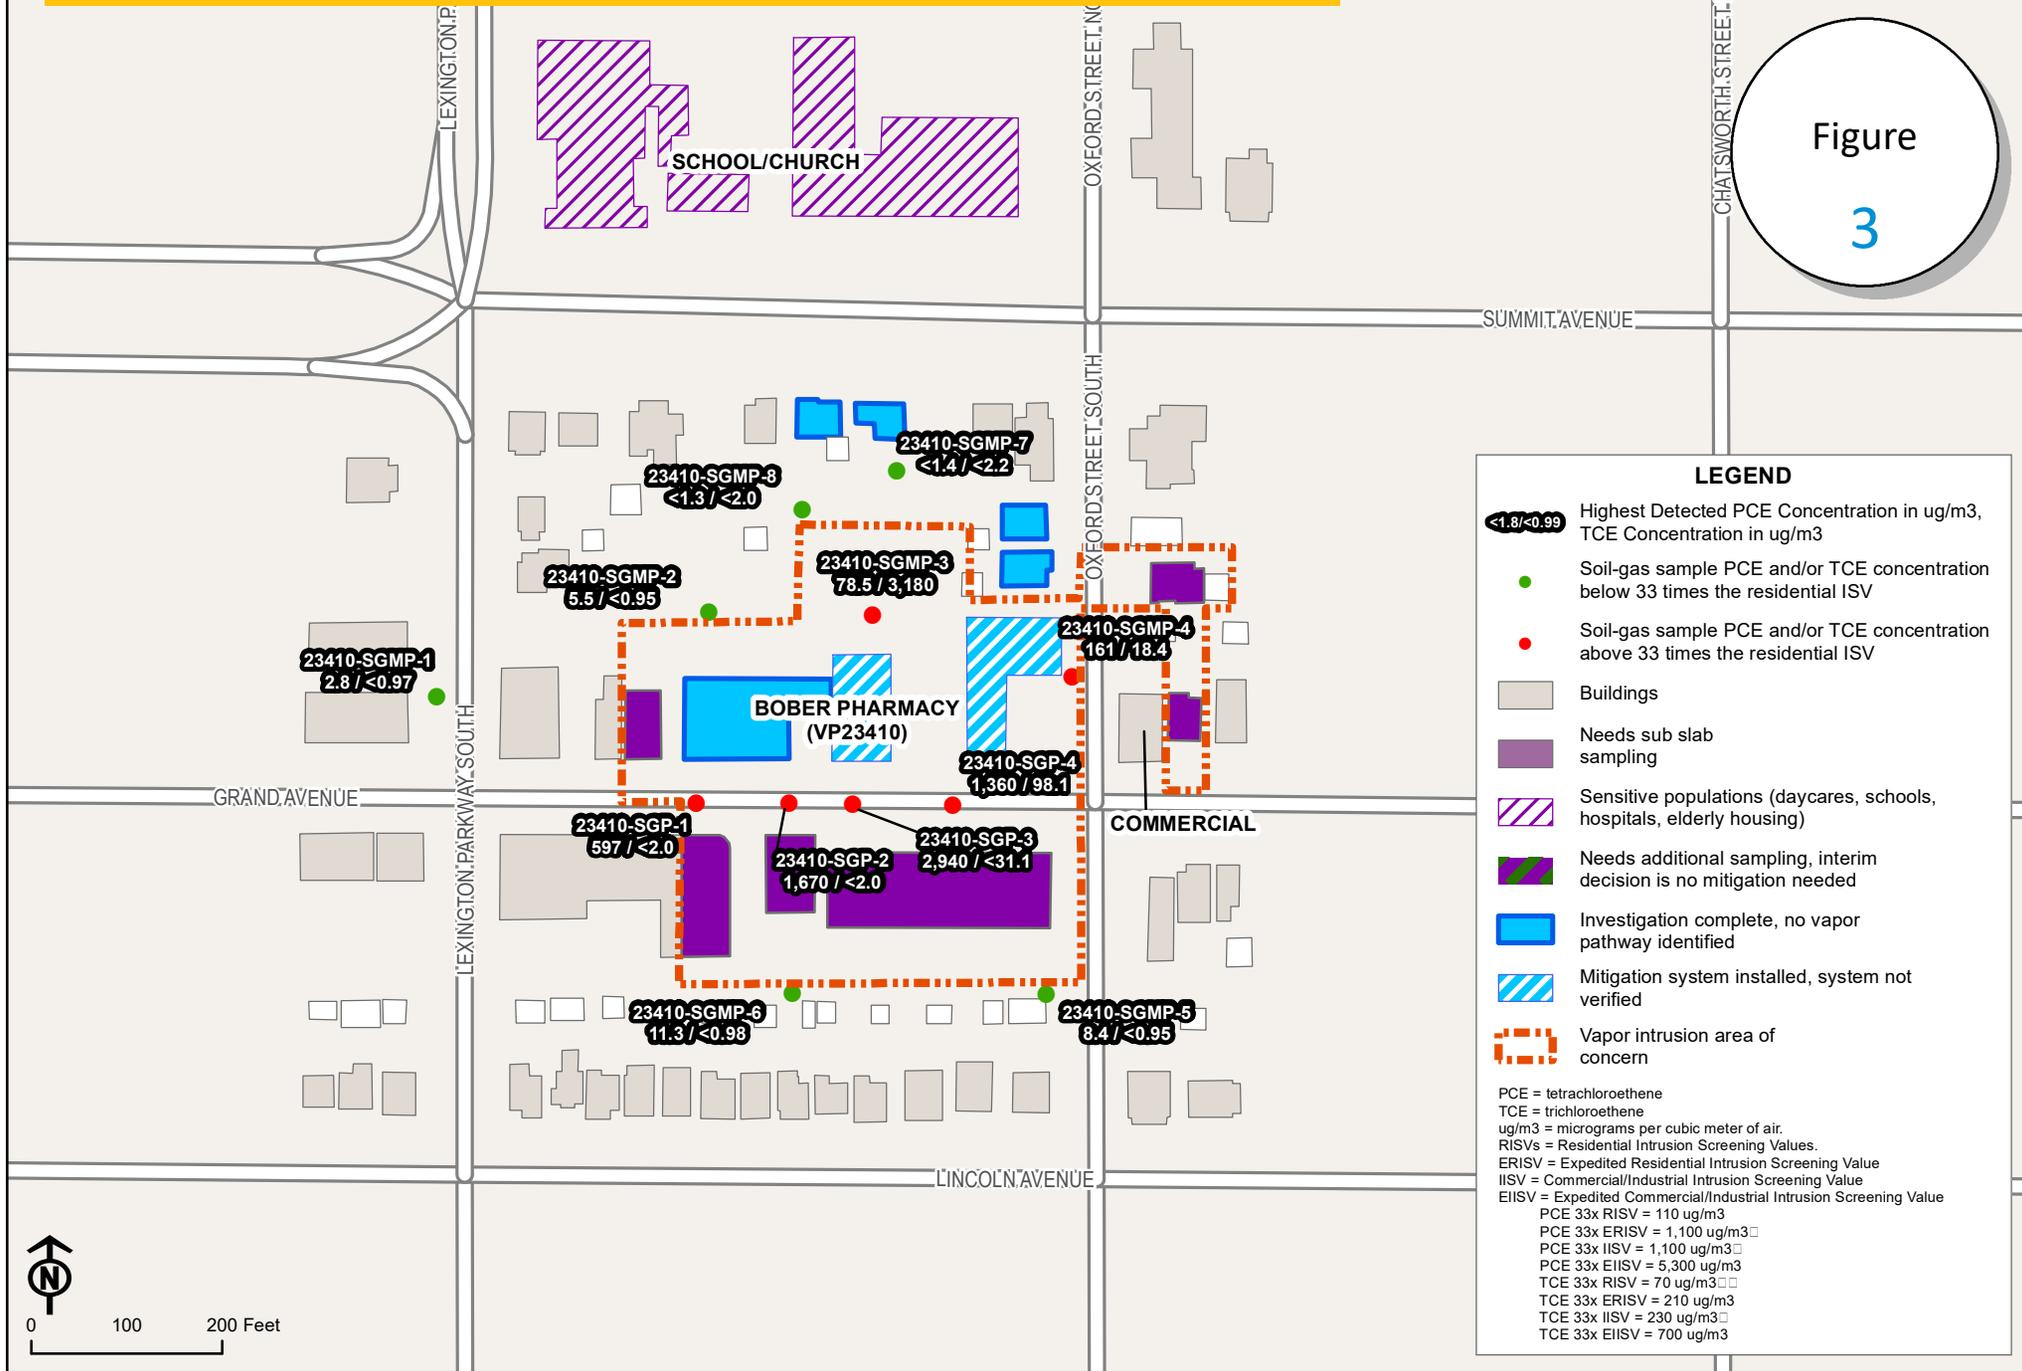 LEXINGTON P
OXFORD STREET NO
CHATSWORTH STREET
Figure
3
SCHOOL/CHURCH
SUMMIT AVENUE
OXFORD STREET SOUTH
23410-SGMP-7
<1.4 / <2.2
23410-SGMP-8
<1.3 / <2.0
23410-SGMP-3
78.5 / 3,180
23410-SGMP-2
5.5 / <0.95
23410-SGMP-4
161 / 18.4
23410-SGMP-1
2.8 / <0.97
BOBER PHARMACY
(VP23410)
23410-SGP-4
1,360 / 98.1
GRAND AVENUE
LEXINGTON PARKWAY SOUTH
COMMERCIAL
23410-SGP-1
597 / <2.0
23410-SGP-3
2,940 / <31.1
23410-SGP-2
1,670 / <2.0
23410-SGMP-6
11.3 / <0.98
23410-SGMP-5
8.4 / <0.95
LINCOLN AVENUE
N
0 100 200 Feet
LEGEND
<1.8/<0.99
Highest Detected PCE Concentration in ug/m3,
TCE Concentration in ug/m3
Soil-gas sample PCE and/or TCE concentration
below 33 times the residential ISV
Soil-gas sample PCE and/or TCE concentration
above 33 times the residential ISV
Buildings
Needs sub slab
sampling
Sensitive populations (daycares, schools,
hospitals, elderly housing)
Needs additional sampling, interim
decision is no mitigation needed
Investigation complete, no vapor
pathway identified
Mitigation system installed, system not
verified
Vapor intrusion area of
concern
PCE = tetrachloroethene
TCE = trichloroethene
ug/m3 = micrograms per cubic meter of air.
RISVs = Residential Intrusion Screening Values.
ERISV = Expedited Residential Intrusion Screening Value
IISV = Commercial/Industrial Intrusion Screening Value
EIISV = Expedited Commercial/Industrial Intrusion Screening Value
PCE 33x RISV = 110 ug/m3
PCE 33x ERISV = 1,100 ug/m3
PCE 33x IISV = 1,100 ug/m3
PCE 33x EIISV = 5,300 ug/m3
TCE 33x RISV = 70 ug/m3
TCE 33x ERISV = 210 ug/m3
TCE 33x IISV = 230 ug/m3
TCE 33x EIISV = 700 ug/m3